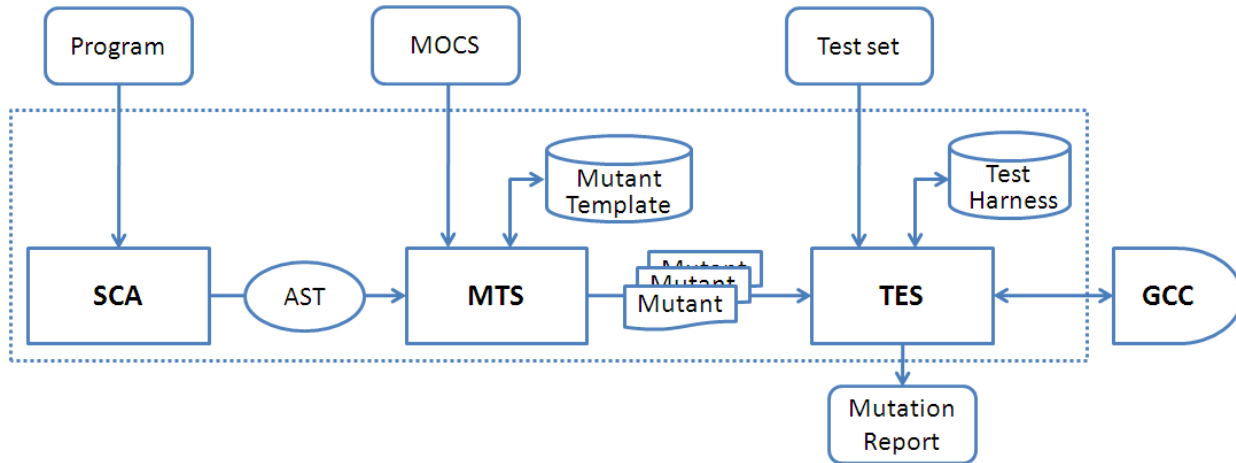 Program
MOCS
Test set
Mutant
Template
Test
Harness
SCA
AST
MTS
Mutant
Mutant
Mutant
TES
GCC
Mutation
Report